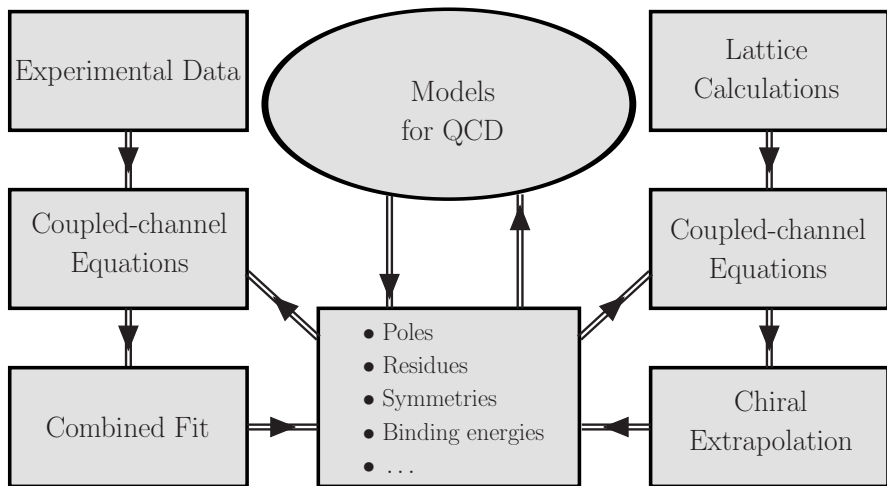 Experimental Data
Models
for QCD
Lattice
Calculations
Coupled-channel
Equations
Coupled-channel
Equations
Combined Fit
• Poles
• Residues
• Symmetries
• Binding energies
• ...
Chiral
Extrapolation